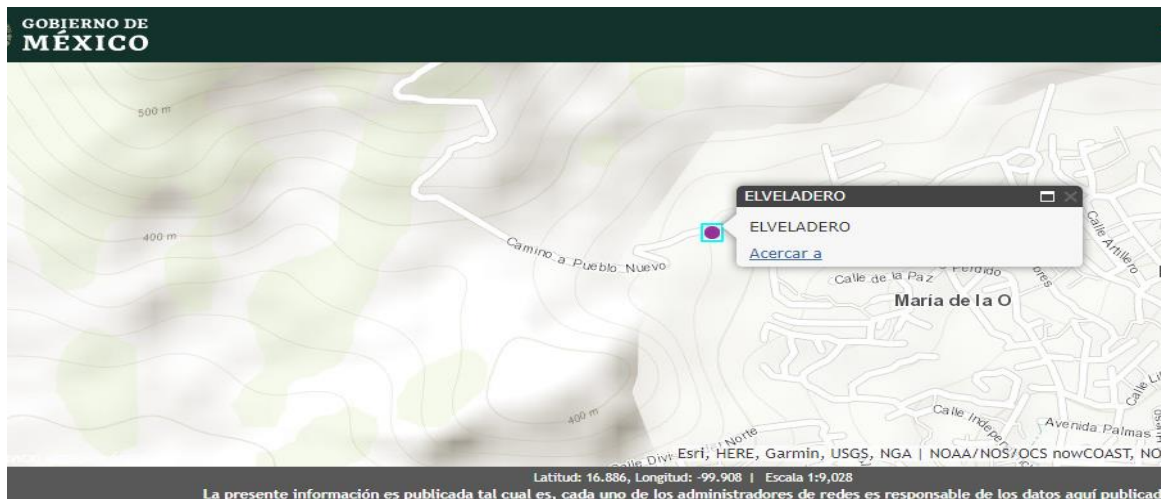 GOBIERNO DE
MÉXICO
500 m
ELVELADERO
ELVELADERO
Acercar a
400 m
Camino a Pueblo Nuevo
Calle Artillero
Calle de la Paz
Perdido
María de la O
400 m
Calle
Avenida Palmas
Norte
Esri, HERE, Garmin, USGS, NGA | NOAA/NOS/OCS nowCOAST, NO
Latitud: 16.886, Longitud: -99.908 | Escala 1:9,028
La presente información es publicada tal cual es, cada uno de los administradores de redes es responsable de los datos aquí publicad